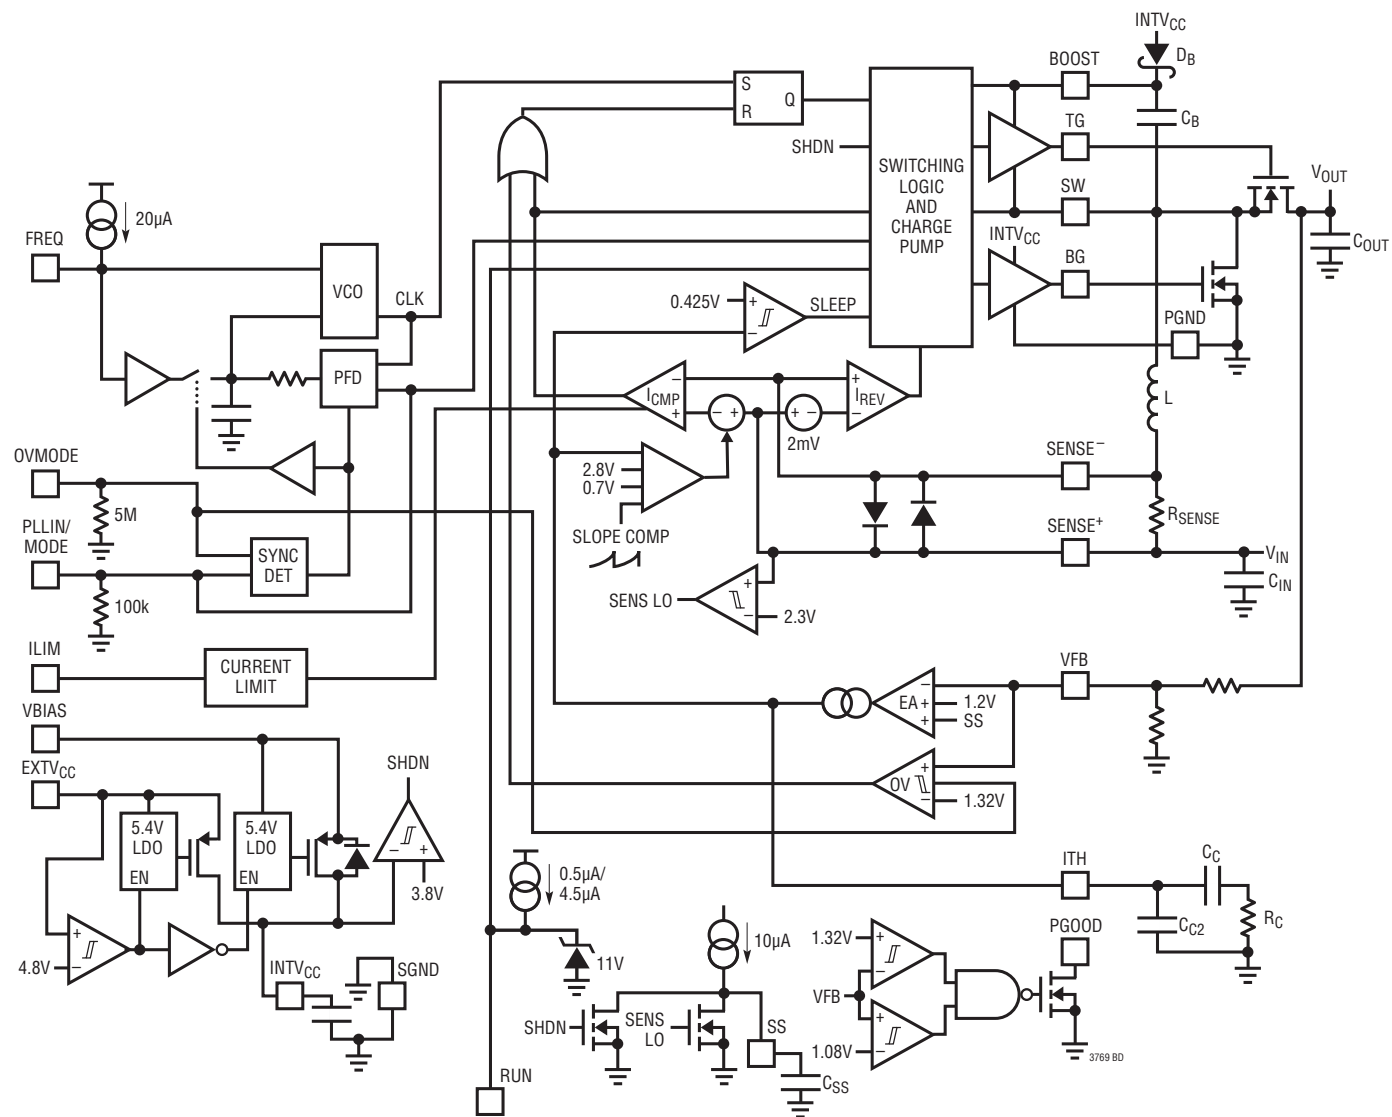 INTVCC
BOOST
DB
S
R
Q
CB
TG
SHDN
SWITCHING
LOGIC
AND
CHARGE
PUMP
VOUT
SW
20µA
FREQ
INTVCC
COUT
VCO
CLK
BG
0.425V
+
−
SLEEP
PGND
PFD
ICMP
−
+
− +
+ −
2mV
+
−
IREV
L
OVMODE
2.8V
0.7V
SENSE−
5M
RSENSE
PLLIN/
MODE
SYNC
DET
SLOPE COMP
SENSE+
VIN
CIN
100k
SENS LO
+
−
2.3V
ILIM
CURRENT
LIMIT
VFB
EA
−
+
+
1.2V
SS
VBIAS
EXTVCC
SHDN
OV
+
−
1.32V
5.4V
LDO
EN
5.4V
LDO
EN
−
+
3.8V
ITH
CC
0.5µA/
4.5µA
CC2
RC
PGOOD
+
−
4.8V
10µA
1.32V
+
−
INTVCC
SGND
11V
VFB
SHDN
SENS
LO
SS
+
−
1.08V
3769 BD
RUN
CSS